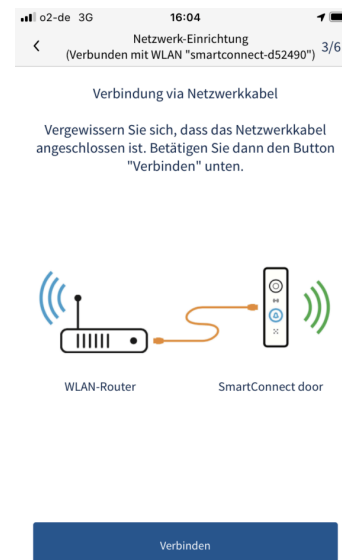 o2-de 3G 16:04
Netzwerk-Einrichtung
(Verbunden mit WLAN "smartconnect-d52490") 3/6
Verbindung via Netzwerkkabel
Vergewissern Sie sich, dass das Netzwerkkabel
angeschlossen ist. Betätigen Sie dann den Button
"Verbinden" unten.
WLAN-Router SmartConnect door
Verbinden